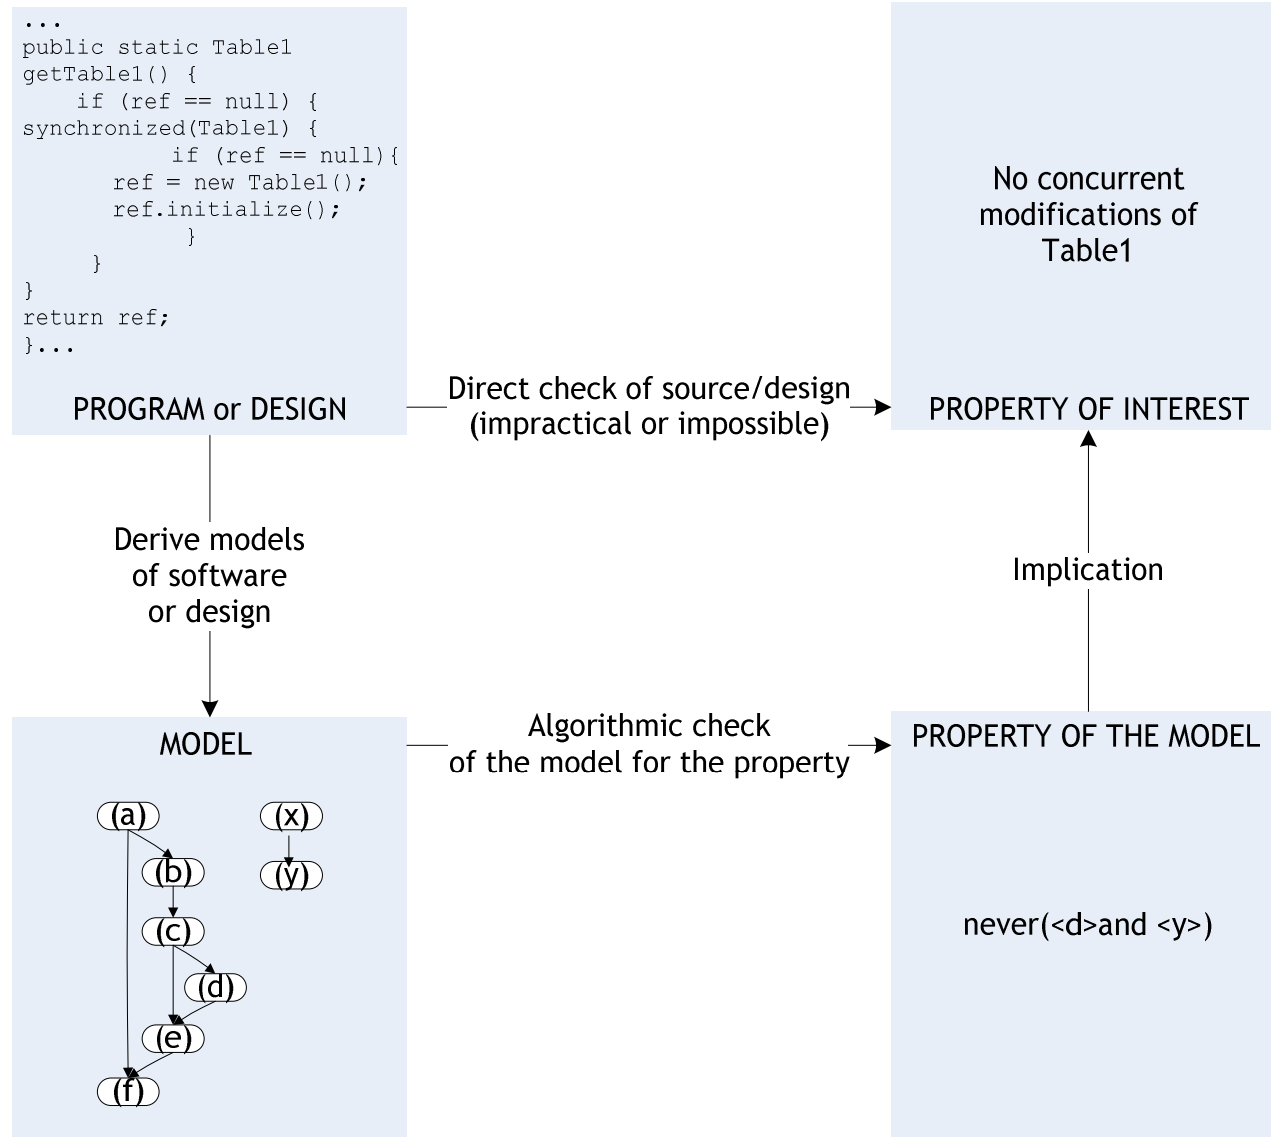 ...
public static Table1
getTable1() {
if (ref == null) {
synchronized(Table1) {
if (ref == null){
ref = new Table1();
ref.initialize();
}
}
}
return ref;
}...
PROGRAM or DESIGN
Direct check of source/design
(impractical or impossible)
No concurrent
modifications of
Table1
PROPERTY OF INTEREST
Derive models
of software
or design
Implication
MODEL
(a)
(x)
(b)
(y)
(c)
(d)
(e)
(f)
Algorithmic check
of the model for the property
PROPERTY OF THE MODEL
never(<d>and <y>)